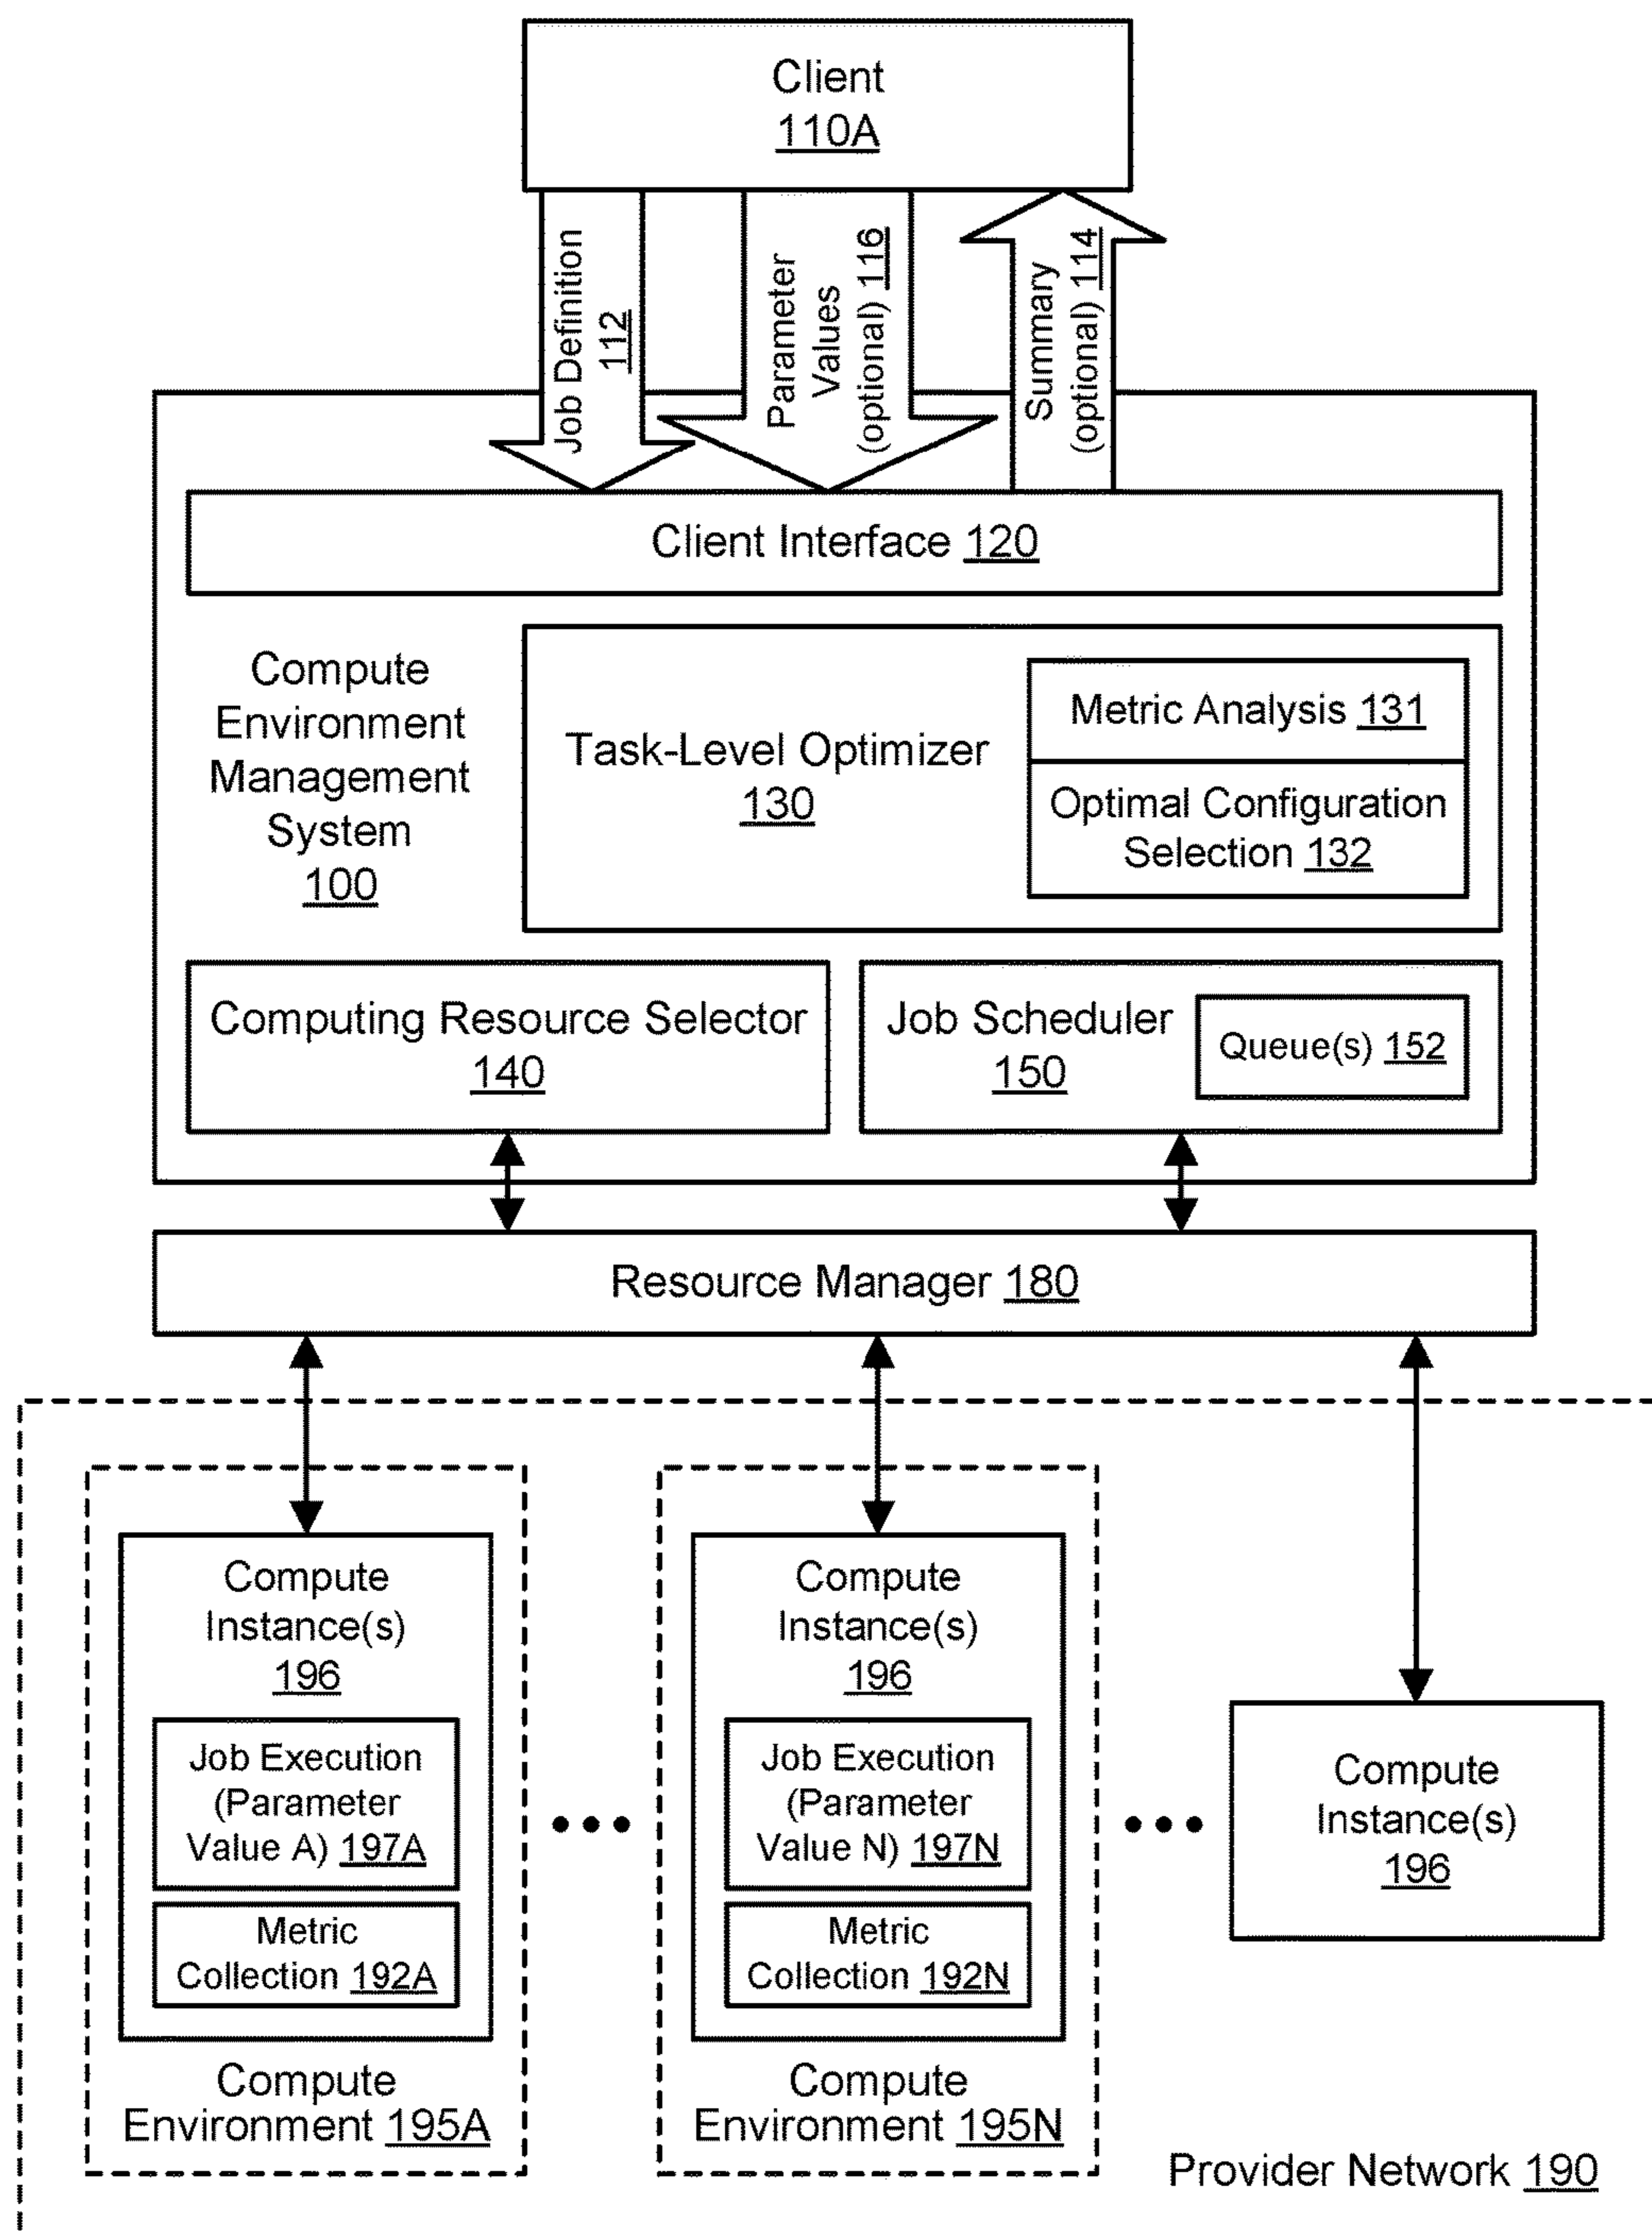 Client
110A
Job Definition
112
Parameter
Values
(optional) 116
Summary
(optional) 114
Client Interface 120
Compute
Environment
Management
System
100
Task-Level Optimizer
130
Metric Analysis 131
Optimal Configuration
Selection 132
Computing Resource Selector
140
Job Scheduler
150
Queue(s) 152
Resource Manager 180
Compute
Instance(s)
196
Job Execution
(Parameter
Value A) 197A
Metric
Collection 192A
Compute
Environment 195A
Compute
Instance(s)
196
Job Execution
(Parameter
Value N) 197N
Metric
Collection 192N
Compute
Environment 195N
Compute
Instance(s)
196
Provider Network 190